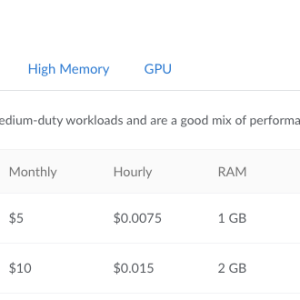 High Memory GPU
edium-duty workloads and are a good mix of performa
Monthly Hourly RAM
$5 $0.0075 1 GB
$10 $0.015 2 GB